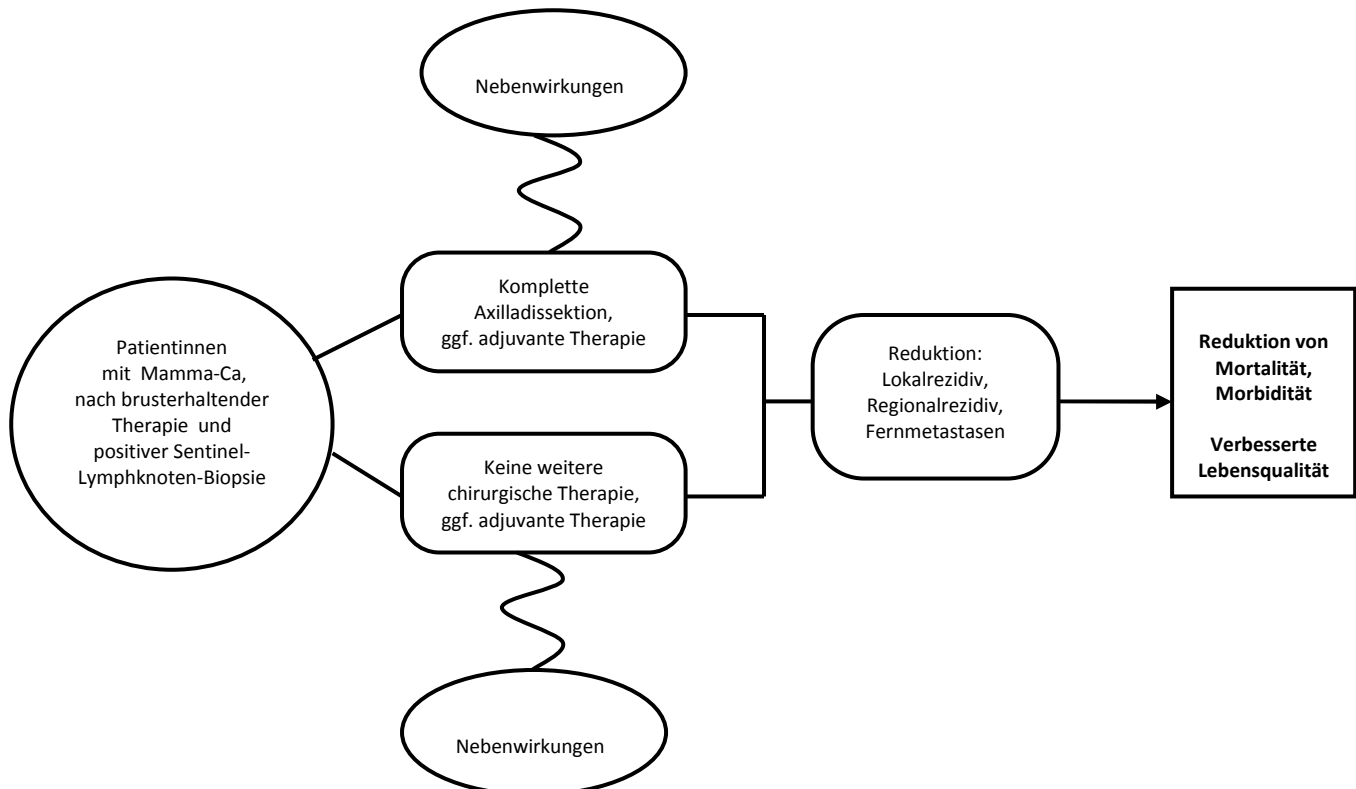 Nebenwirkungen
Komplette
Axilladissektion,
ggf. adjuvante Therapie
Patientinnen
mit Mamma-Ca,
nach brusterhaltender
Therapie und
positiver Sentinel-
Lymphknoten-Biopsie
Keine weitere
chirurgische Therapie,
ggf. adjuvante Therapie
Reduktion:
Lokalrezidiv,
Regionalrezidiv,
Fernmetastasen
Reduktion von
Mortalität,
Morbidität
Verbesserte
Lebensqualität
Nebenwirkungen